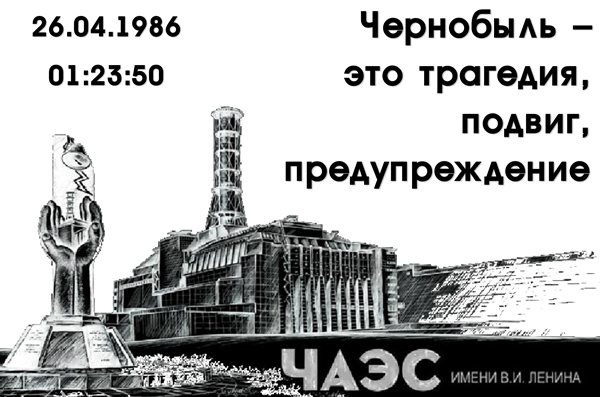 26.04.1986
01:23:50
Чернобыль –
это трагедия,
подвиг,
предупреждение
ЧАЭС ИМЕНИ В.И. ЛЕНИНА